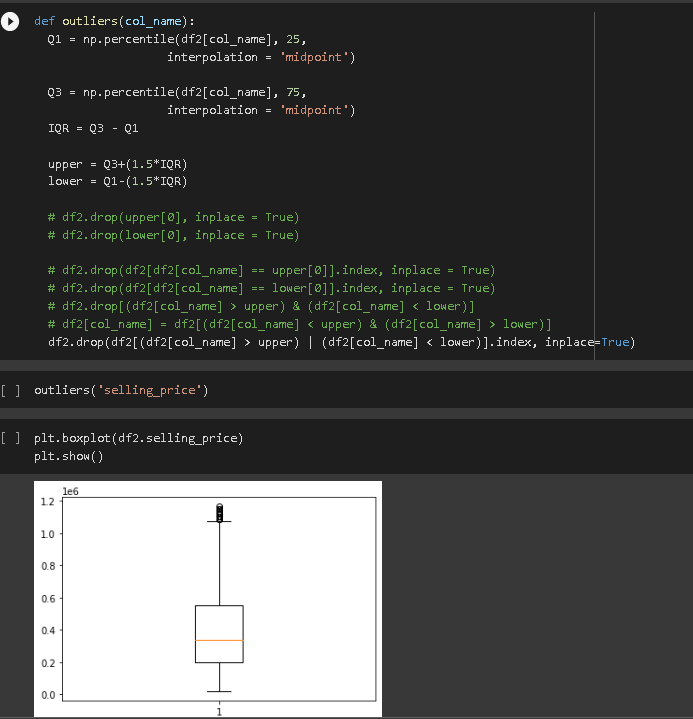 def outliers(col_name):
Q1 = np.percentile(df2[col_name], 25,
interpolation = 'midpoint')
Q3 = np.percentile(df2[col_name], 75,
interpolation = 'midpoint')
IQR = Q3 - Q1
upper = Q3+(1.5*IQR)
lower = Q1-(1.5*IQR)
# df2.drop(upper[0], inplace = True)
# df2.drop(lower[0], inplace = True)
# df2.drop(df2[df2[col_name] == upper[0]].index, inplace = True)
# df2.drop(df2[df2[col_name] == lower[0]].index, inplace = True)
# df2.drop[(df2[col_name] > upper) & (df2[col_name] < lower)]
# df2[col_name] = df2[(df2[col_name] < upper) & (df2[col_name] > lower)]
df2.drop(df2[(df2[col_name] > upper) | (df2[col_name] < lower)].index, inplace=True)
[ ] outliers('selling_price')
[ ] plt.boxplot(df2.selling_price)
plt.show()
1e6
1.2
1.0
0.8
0.6
0.4
0.2
0.0
1